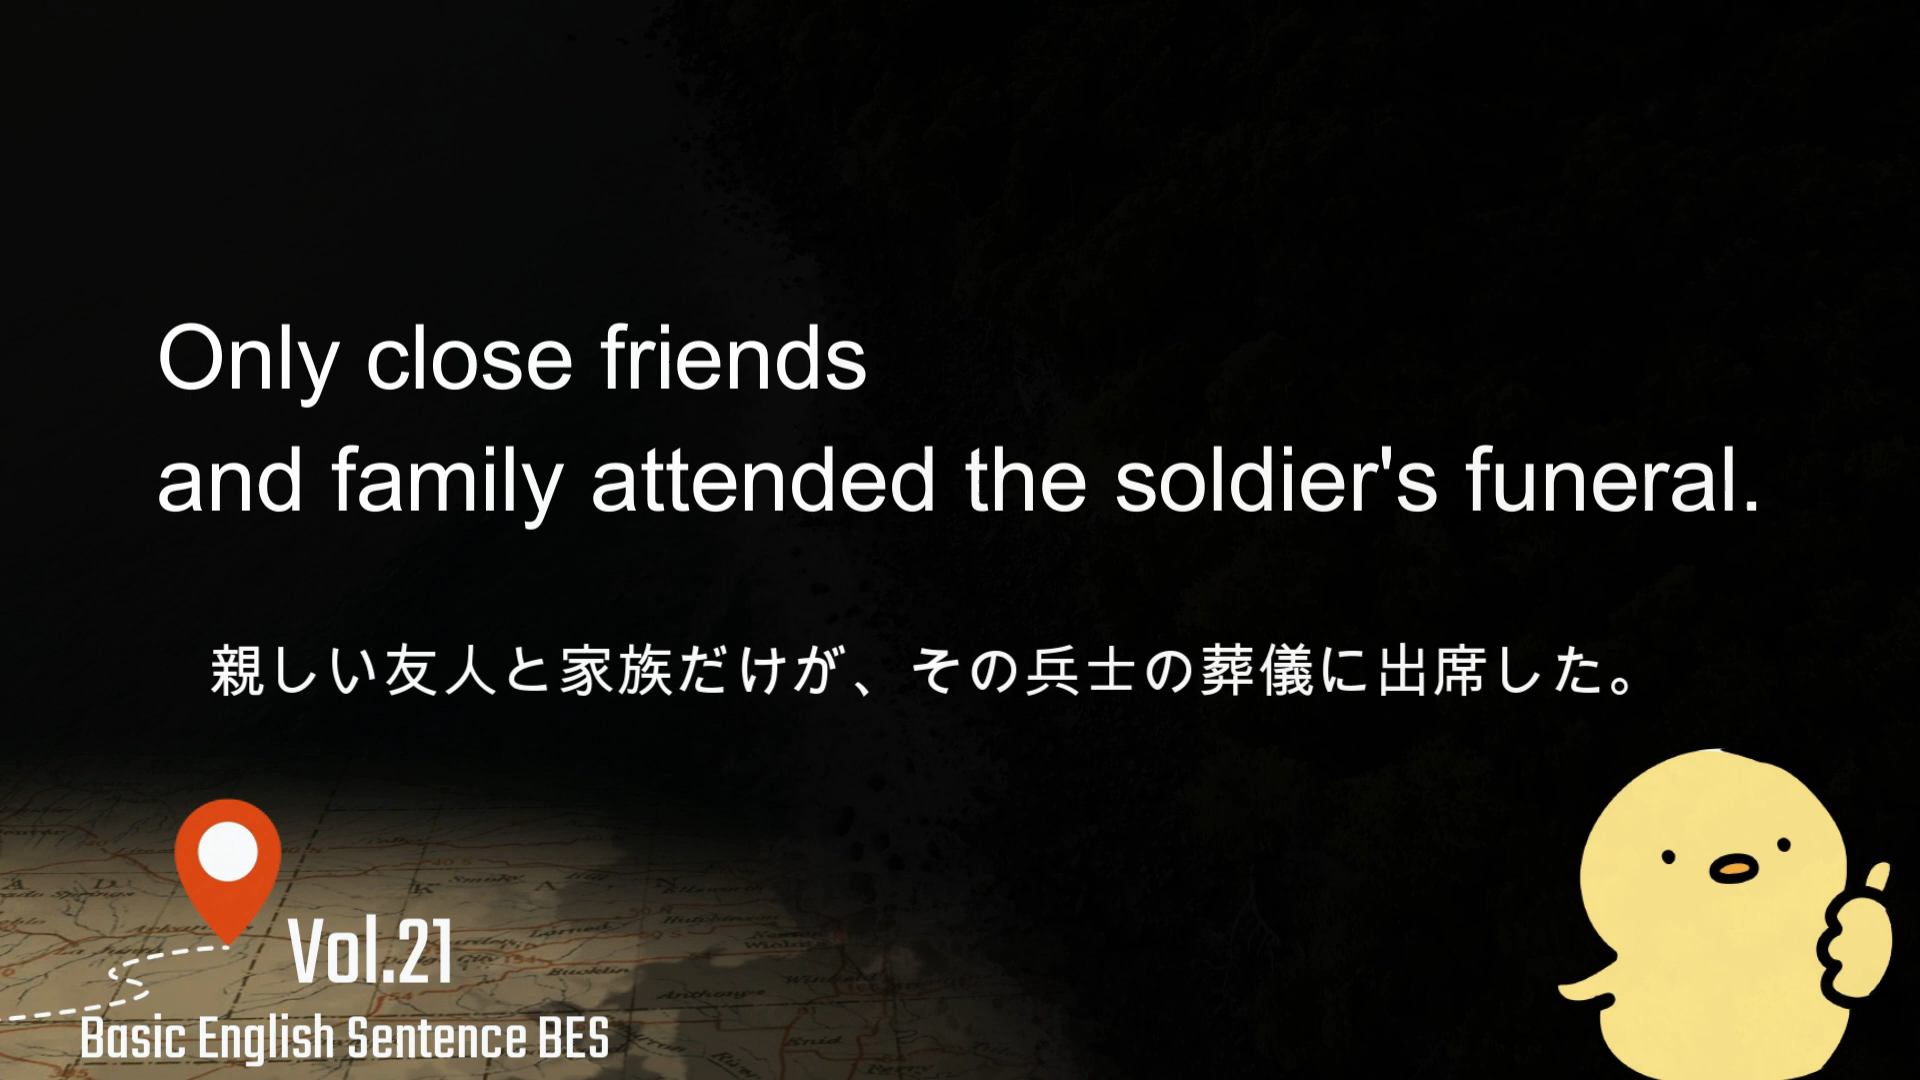 Only close friends
and family attended the soldier's funeral.
親しい友人と家族だけが、その兵士の葬儀に出席した。
Vol.21
Basic English Sentence BES